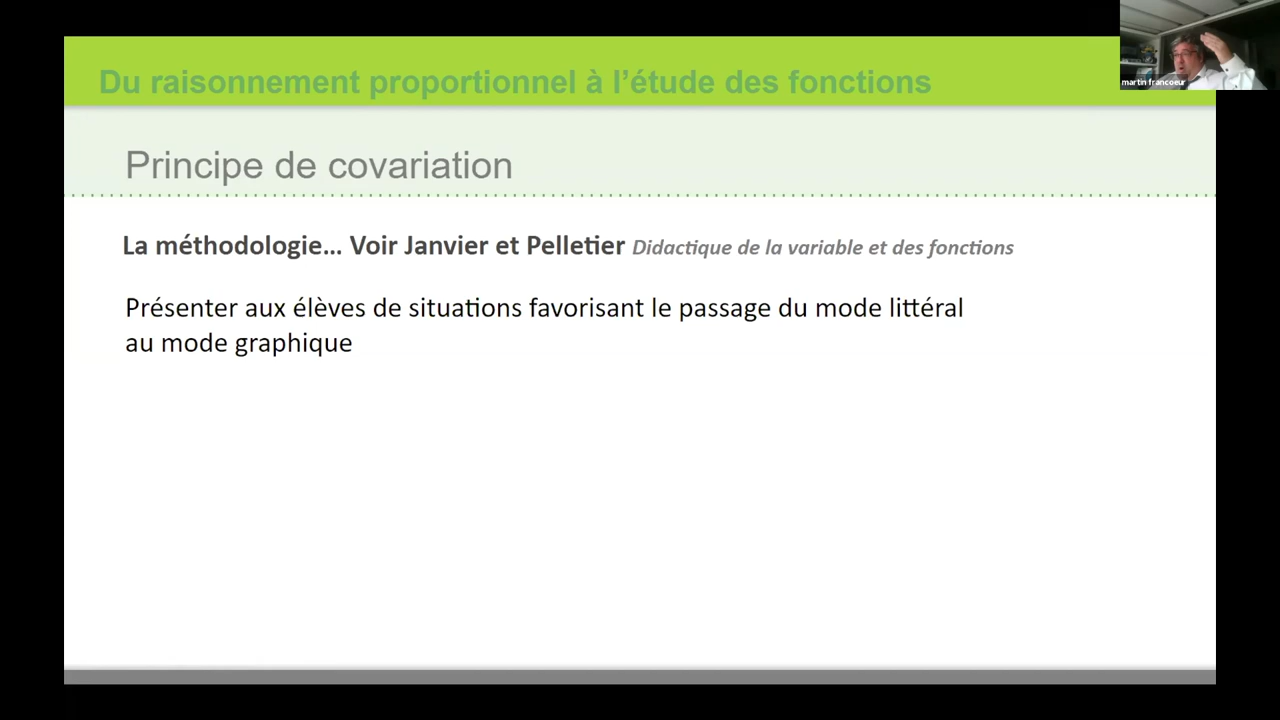 Du raisonnement proportionnel à l’étude des fonctions
martin francoeur
Principe de covariation
La méthodologie… Voir Janvier et Pelletier Didactique de la variable et des fonctions
Présenter aux élèves de situations favorisant le passage du mode littéral
au mode graphique